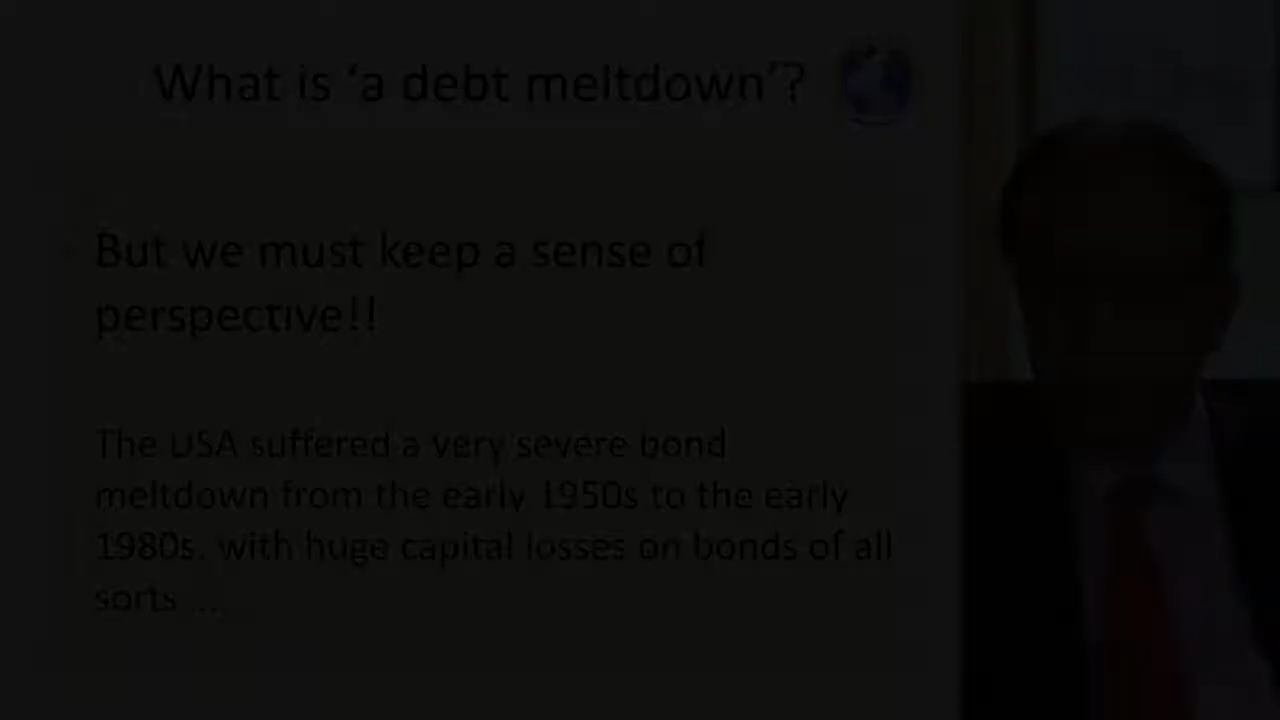 What is ‘a debt meltdown’?
But we must keep a sense of
perspective!!
The USA suffered a very severe bond
meltdown from the early 1950s to the early
1980s, with huge capital losses on bonds of all
sorts ...